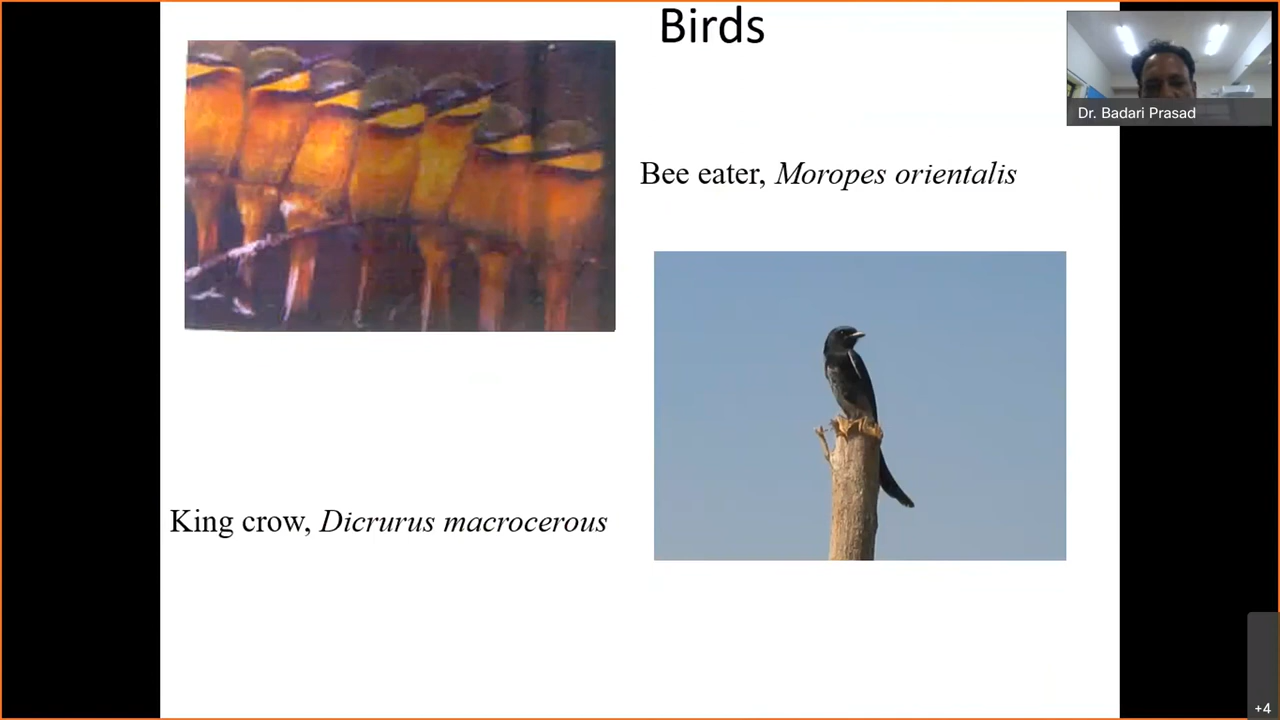 Birds
Dr. Badari Prasad
Bee eater, Moropes orientalis
King crow, Dicrurus macrocerous
+4